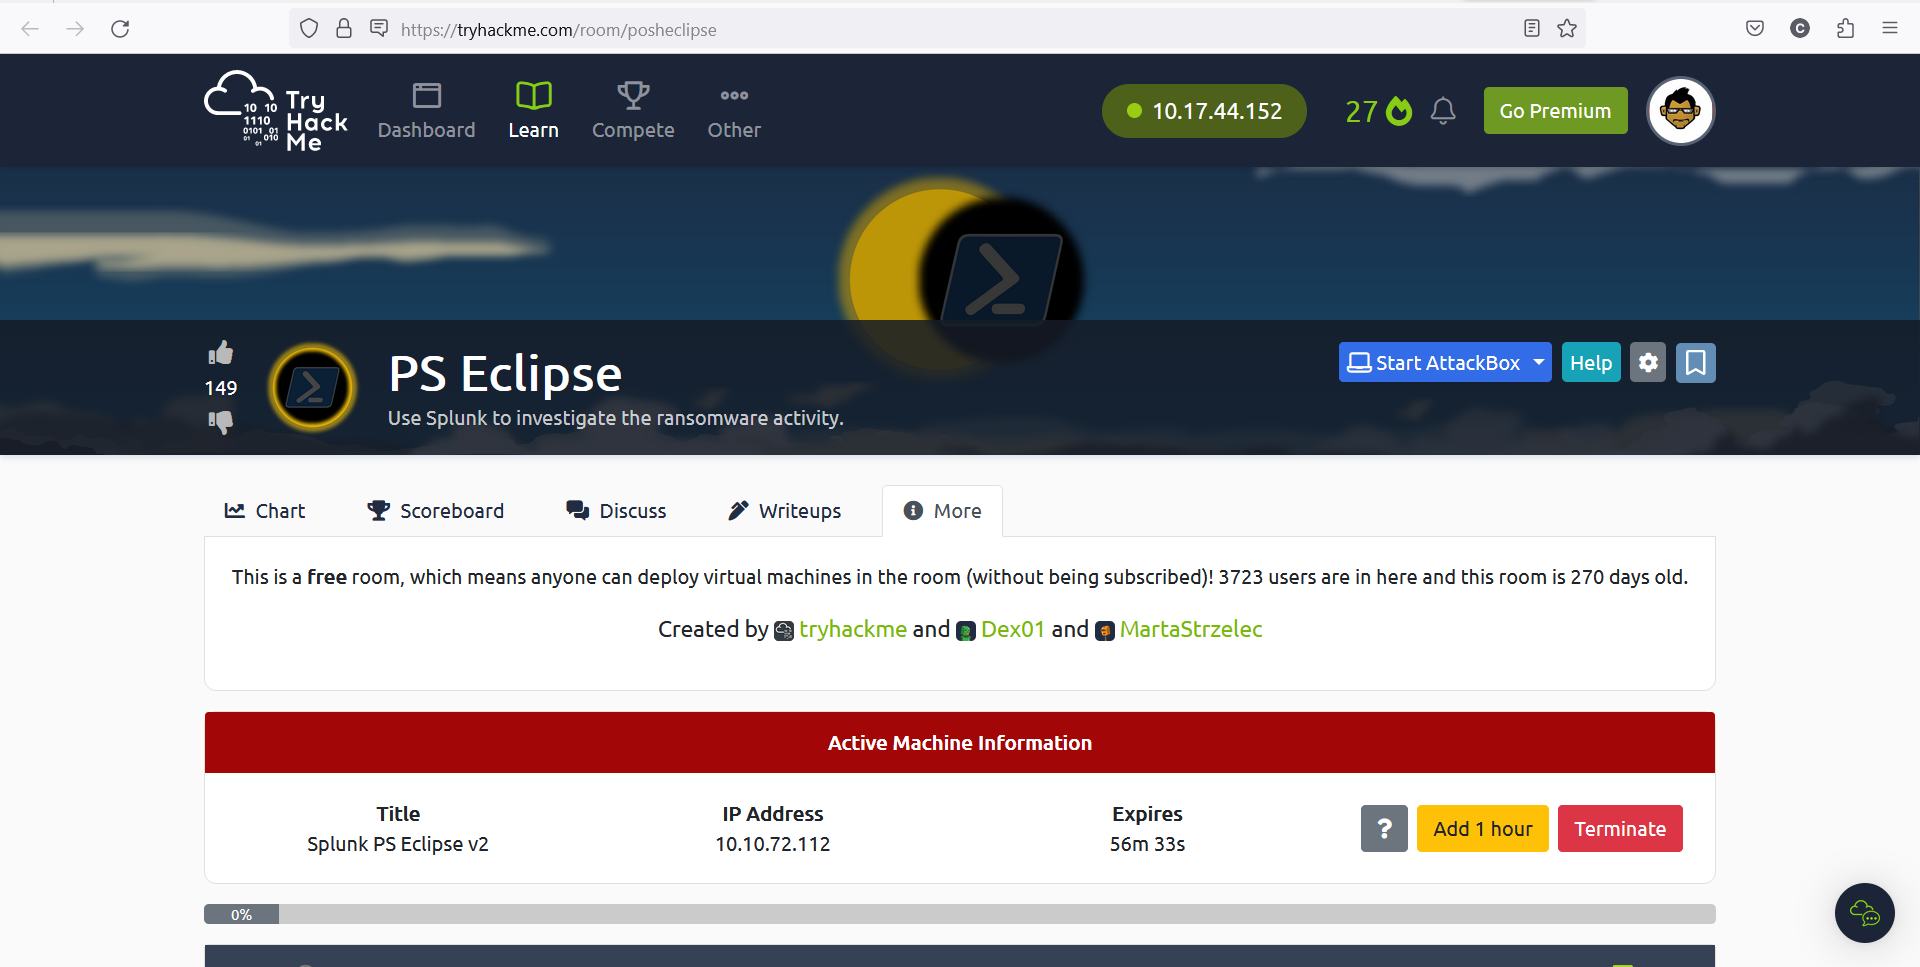 https://tryhackme.com/room/posheclipse
C
10 10
1110
0101 01
01 010
01
Try
Hack
Me
Dashboard
Learn
Compete
Other
10.17.44.152
27
Go Premium
149
PS Eclipse
Use Splunk to investigate the ransomware activity.
Start AttackBox
Help
Chart
Scoreboard
Discuss
Writeups
More
This is a free room, which means anyone can deploy virtual machines in the room (without being subscribed)! 3723 users are in here and this room is 270 days old.
Created by tryhackme and Dex01 and MartaStrzelec
Active Machine Information
Title
IP Address
Expires
Splunk PS Eclipse v2
10.10.72.112
56m 33s
?
Add 1 hour
Terminate
0%